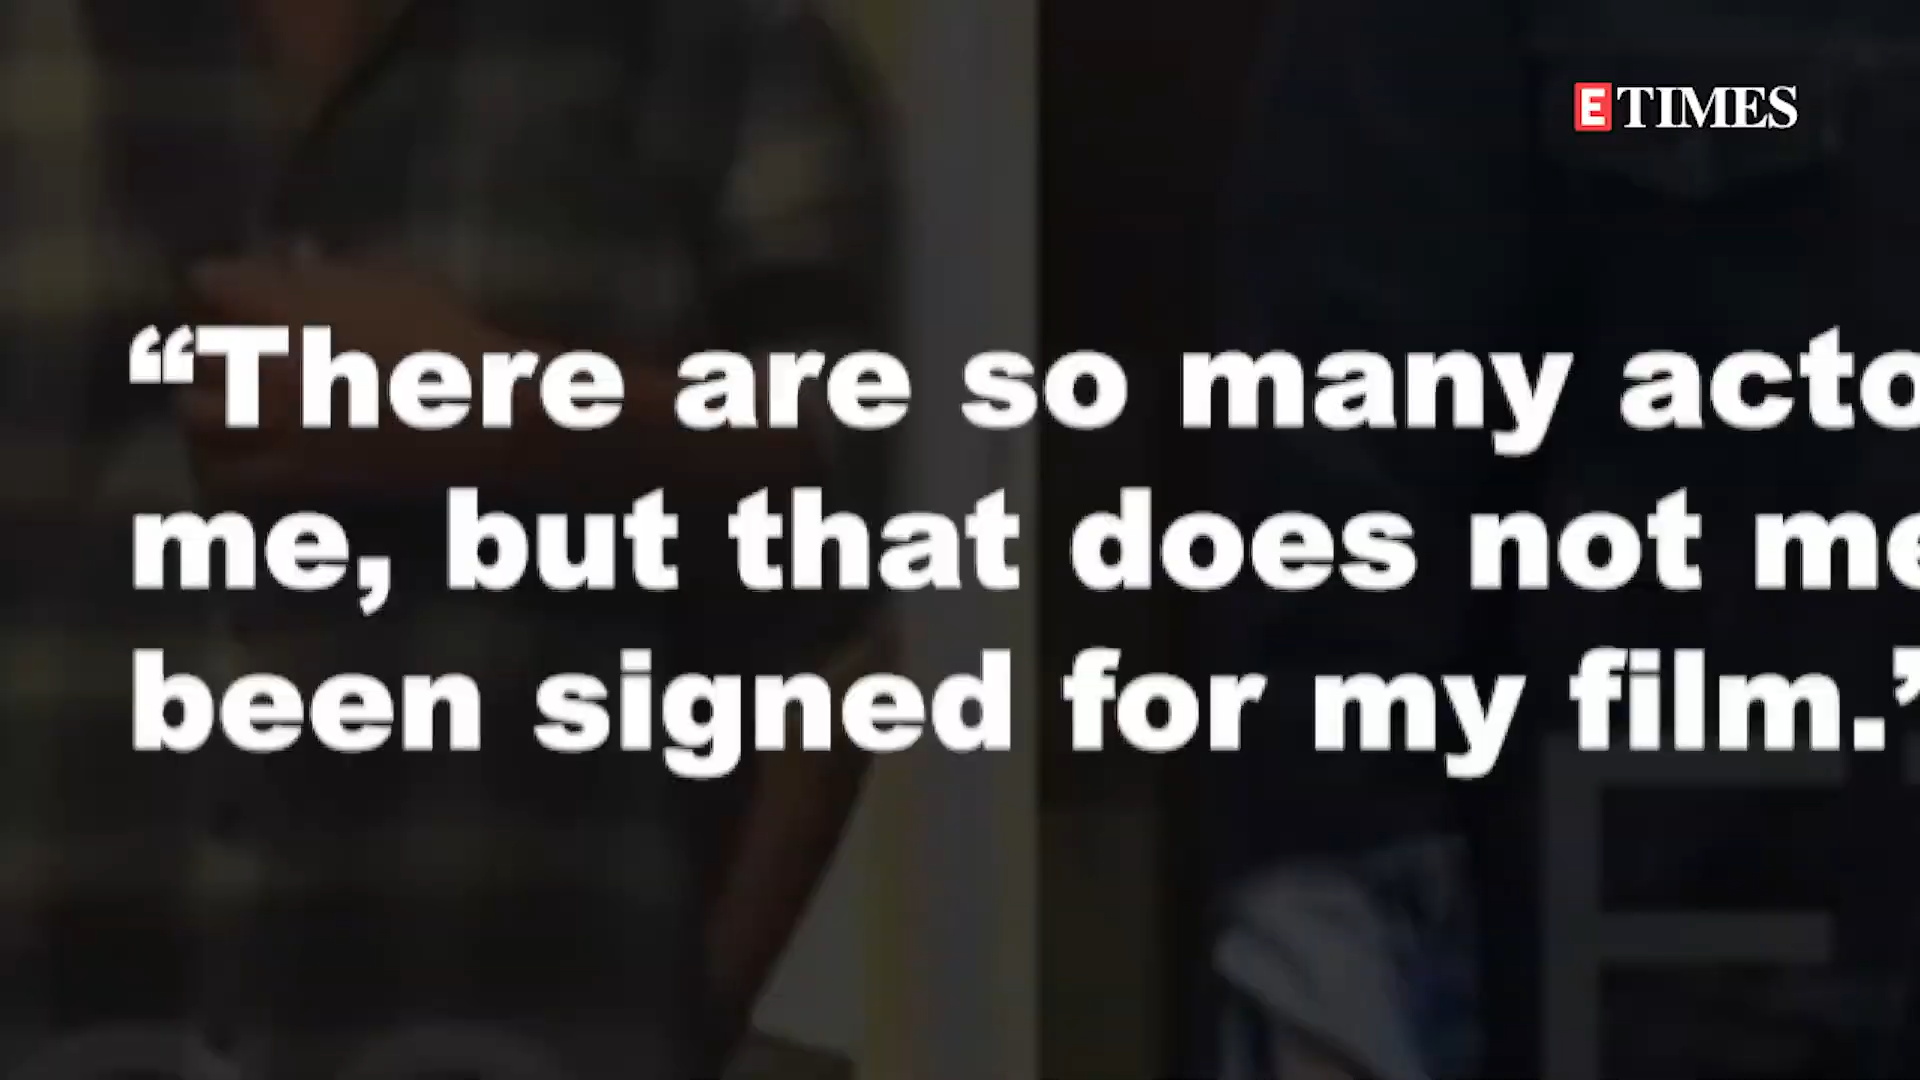 ETIMES
“There are so many acto
me, but that does not me
been signed for my film.”